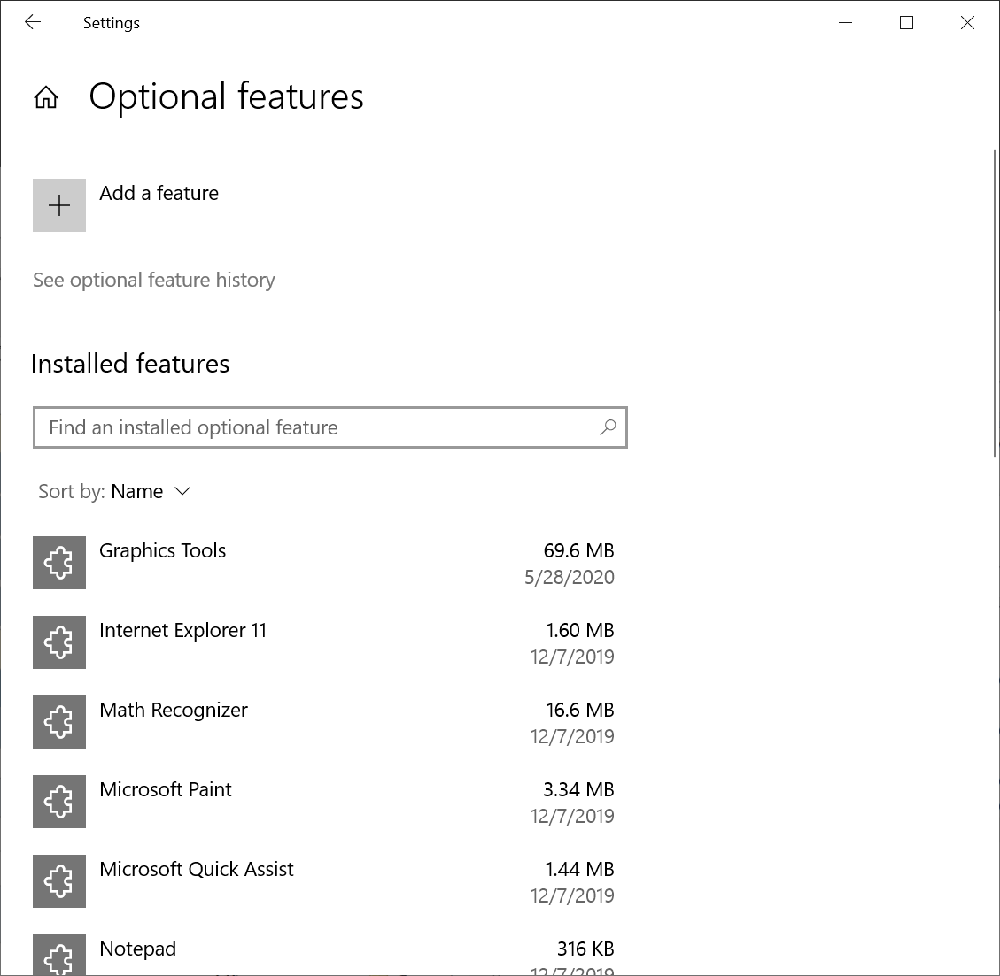 Settings
Optional features
Add a feature
See optional feature history
Installed features
Find an installed optional feature
Sort by: Name
Graphics Tools 69.6 MB
5/28/2020
Internet Explorer 11 1.60 MB
12/7/2019
Math Recognizer 16.6 MB
12/7/2019
Microsoft Paint 3.34 MB
12/7/2019
Microsoft Quick Assist 1.44 MB
12/7/2019
Notepad 316 KB
12/7/2019